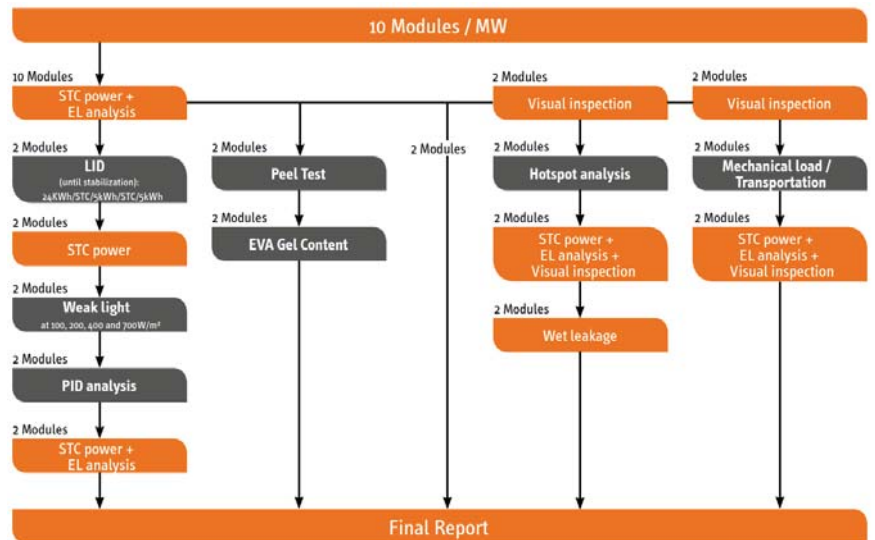 10 Modules / MW
10 Modules
STC power +
EL analysis
2 Modules
LID
(until stabilization):
24KWh/STC/5kWh/STC/5kWh
2 Modules
STC power
2 Modules
Weak light
at 100, 200, 400 and 700W/m²
2 Modules
PID analysis
2 Modules
STC power +
EL analysis
2 Modules
Peel Test
2 Modules
EVA Gel Content
2 Modules
2 Modules
Visual inspection
2 Modules
Hotspot analysis
2 Modules
STC power +
EL analysis +
Visual inspection
2 Modules
Wet leakage
2 Modules
Visual inspection
2 Modules
Mechanical load /
Transportation
2 Modules
STC power +
EL analysis +
Visual inspection
Final Report